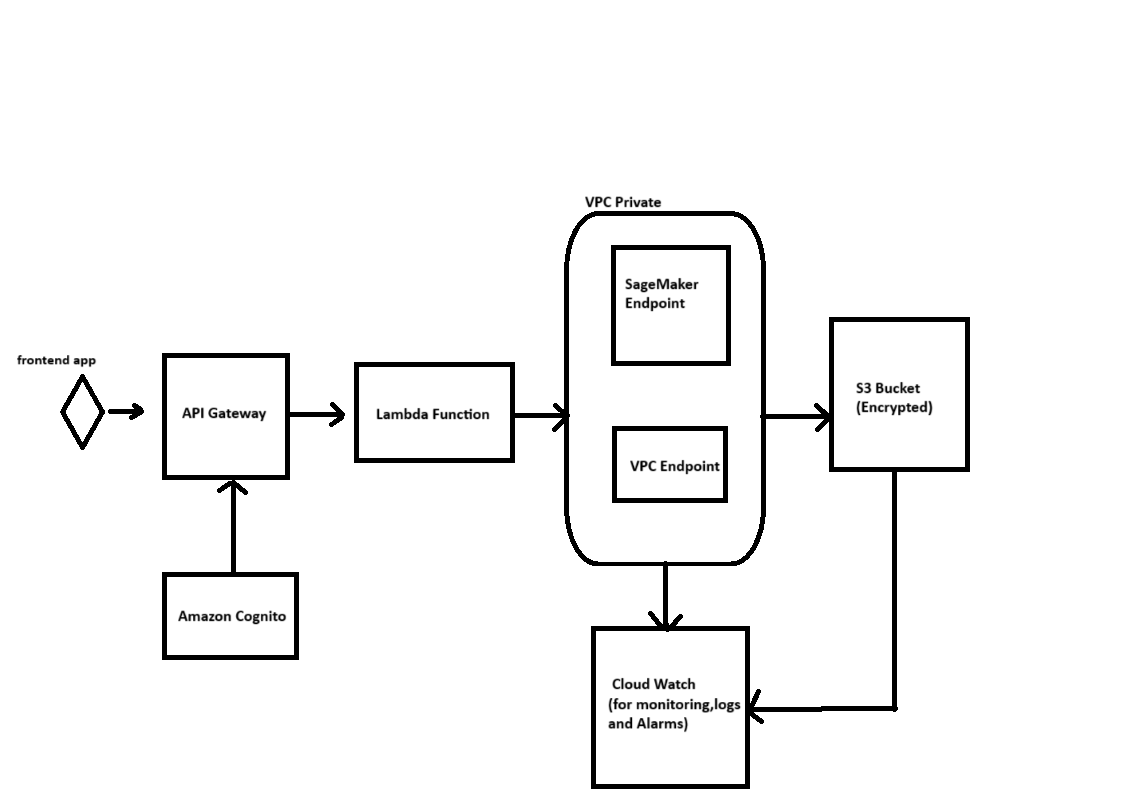 VPC Private
SageMaker
Endpoint
frontend app
API Gateway
Lambda Function
VPC Endpoint
S3 Bucket
(Encrypted)
Amazon Cognito
Cloud Watch
(for monitoring,logs
and Alarms)